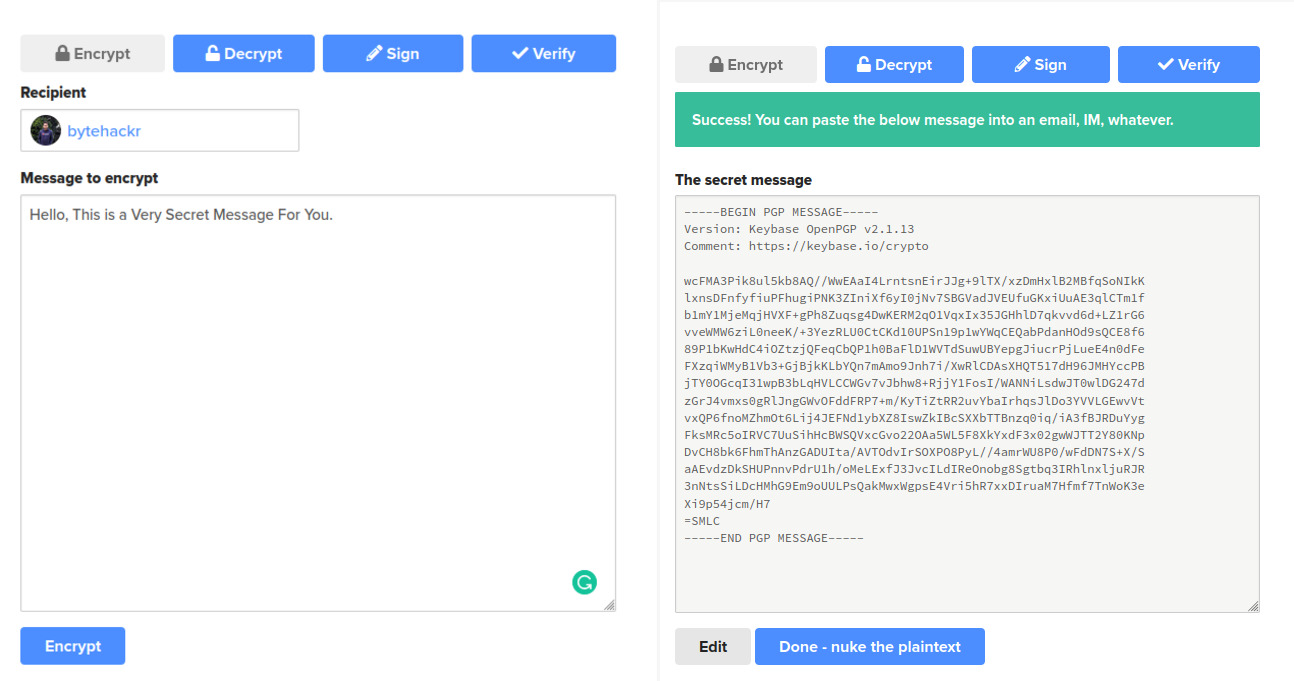 Encrypt Decrypt Sign Verify
Recipient
bytehackr
Message to encrypt
Hello, This is a Very Secret Message For You.
Encrypt
Encrypt Decrypt Sign Verify
Success! You can paste the below message into an email, IM, whatever.
The secret message
-----BEGIN PGP MESSAGE-----
Version: Keybase OpenPGP v2.1.13
Comment: https://keybase.io/crypto
wcFMA3Pik8ul5kb8AQ//WwEAaI4LrntsnEirJJg+9lTX/xzDmHxlB2MBfqSoNIkK
lxnsDFnfyfiuPFhugiPNK3ZIniXf6yI0jNv7SBGVadJVEUfuGKxiUuAE3qlCTm1f
b1mY1MjeMqjHVXF+gPh8Zuqsg4DwKERM2qO1VqxIx35JGHhlD7qkvvd6d+LZ1rG6
vveWMW6ziL0neeK/+3YezRLU0CtCKd10UPSn19p1wYWqCEQabPdanHOd9sQCE8f6
89P1bKwHdC4iOZtzjQFeqCbQP1h0BaFlD1WVTdSuwUBYepgJiucrPjLueE4n0dFe
FXzqiWMyB1Vb3+GjBjkKLbYQn7mAmo9Jnh7i/XwRlCDAsXHQT517dH96JMHYccPB
jTY0OGcqI31wpB3bLqHVLCCWGv7vJbhw8+RjjY1FosI/WANNiLsdwJT0wlDG247d
zGrJ4vmxs0gRlJngGWvOFddFRP7+m/KyTiZtRR2uvYbaIrhqsJlDo3YVVLGEwvVt
vxQP6fnoMZhmOt6Lij4JEFNd1ybXZ8IswZkIBcSXXbTTBnzq0iq/iA3fBJRDuYyg
FksMRc5oIRVC7UuSihHcBWSQVxcGvo22OAa5WL5F8XkYxdF3x02gwWJTT2Y80KNp
DvCH8bk6FhmThAnzGADUIta/AVTOdvIrSOXPO8PyL//4amrWU8P0/wFdDN7S+X/S
aAEvdzDkSHUPnnvPdrU1h/oMeLExfJ3JvcILdIReOnobg8Sgtbq3IRhlnxljuRJR
3nNtsSiLDcHMhG9Em9oUULPsQakMwxWgpsE4Vri5hR7xxDIruaM7Hfmf7TnWoK3e
Xi9p54jcm/H7
=SMLC
-----END PGP MESSAGE-----
Edit Done - nuke the plaintext